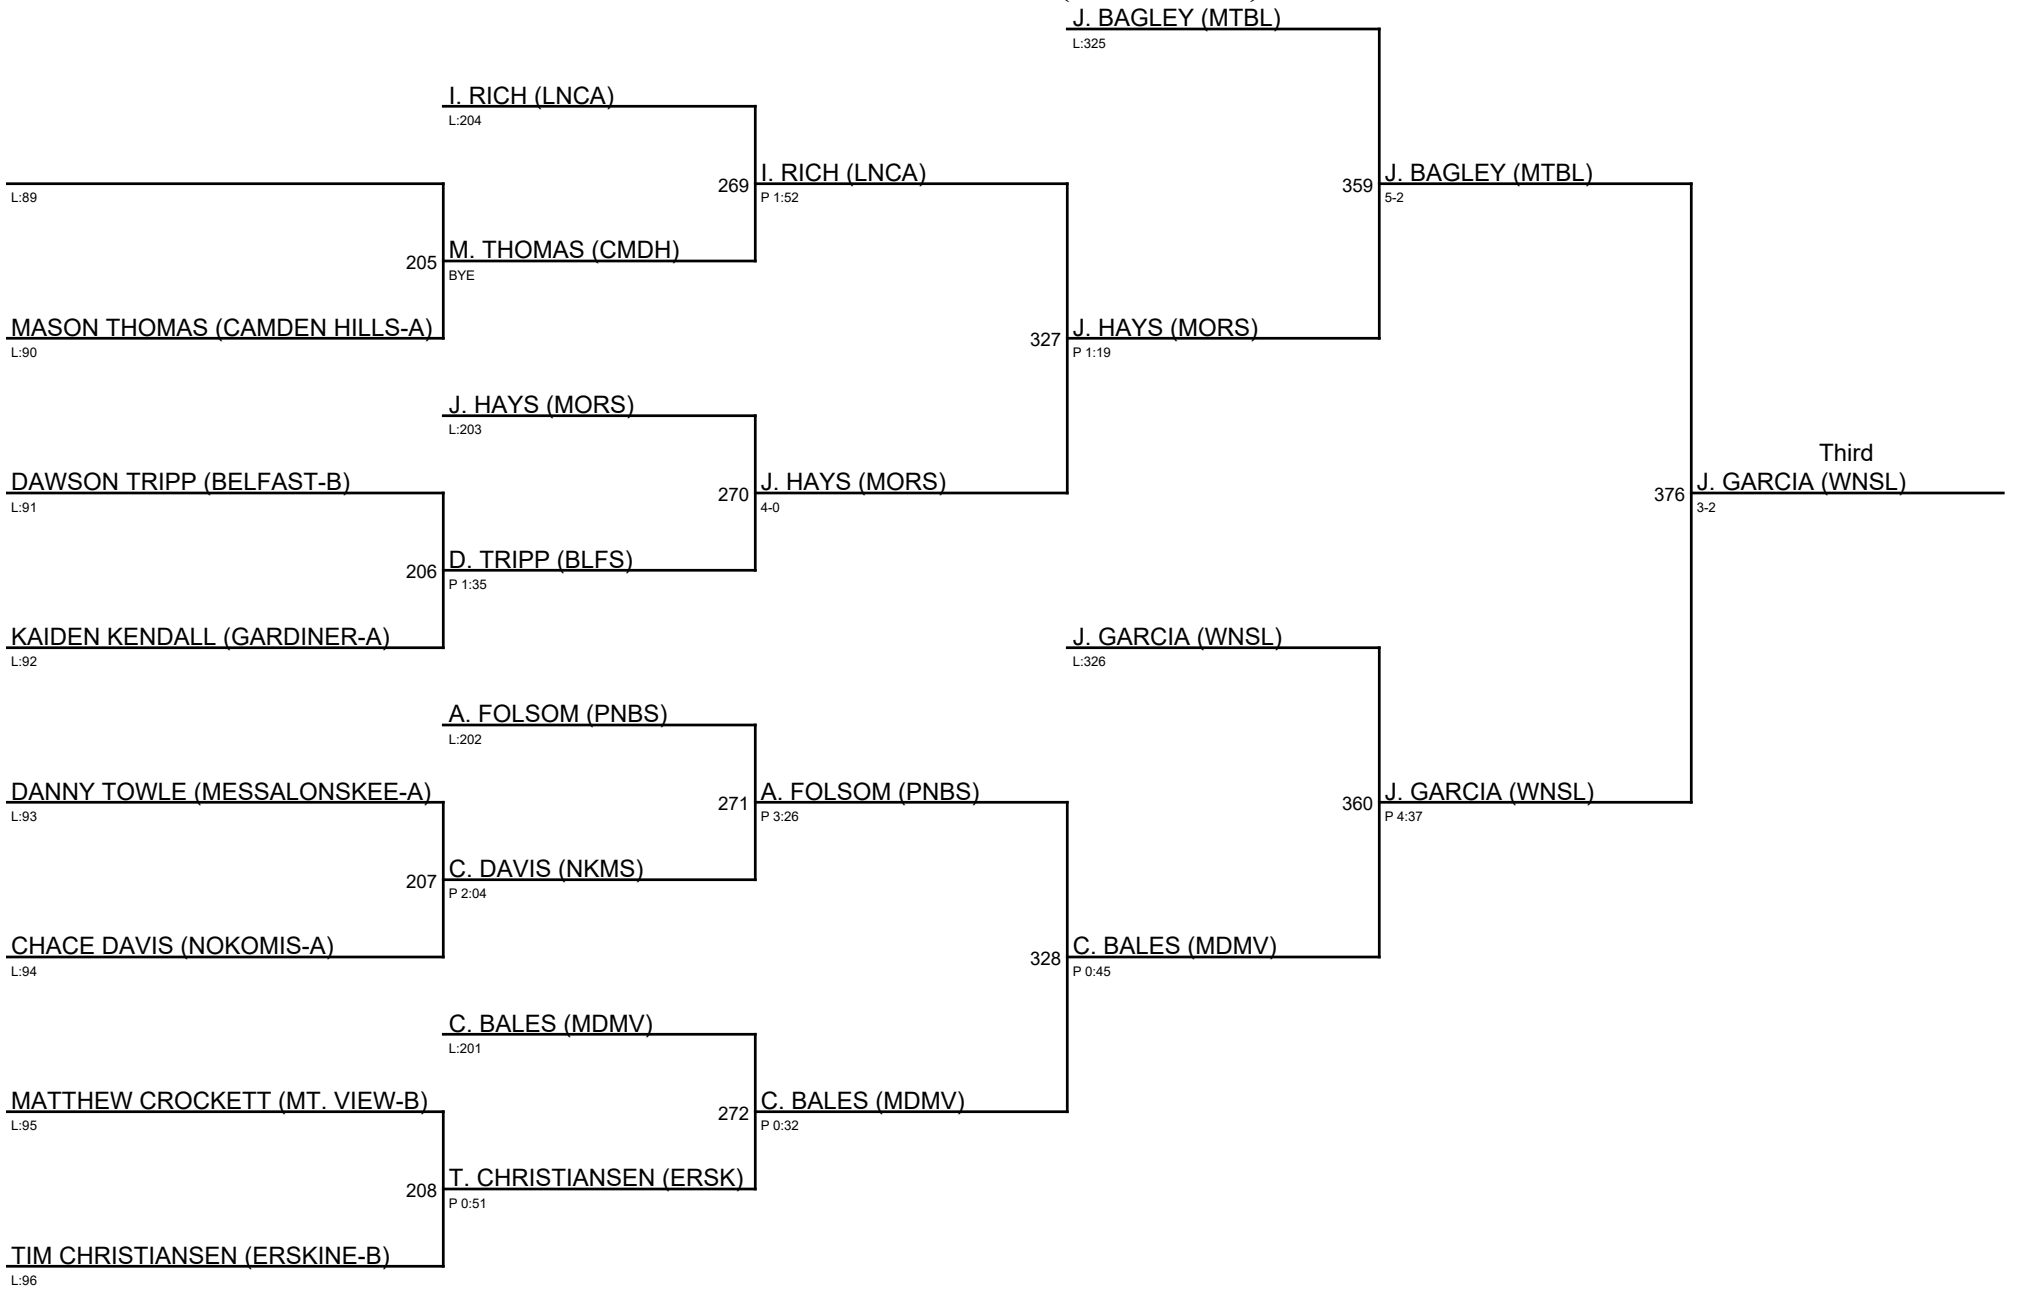 J. BAGLEY (MTBL)
L:325
I. RICH (LNCA)
L:204
269 I. RICH (LNCA)
P 1:52
359 J. BAGLEY (MTBL)
5-2
L:89
205 M. THOMAS (CMDH)
BYE
MASON THOMAS (CAMDEN HILLS-A)
L:90
327 J. HAYS (MORS)
P 1:19
J. HAYS (MORS)
L:203
Third
DAWSON TRIPP (BELFAST-B)
L:91
270 J. HAYS (MORS)
4-0
376 J. GARCIA (WNSL)
3-2
206 D. TRIPP (BLFS)
P 1:35
KAIDEN KENDALL (GARDINER-A)
L:92
J. GARCIA (WNSL)
L:326
A. FOLSOM (PNBS)
L:202
DANNY TOWLE (MESSALONSKEE-A)
L:93
271 A. FOLSOM (PNBS)
P 3:26
360 J. GARCIA (WNSL)
P 4:37
207 C. DAVIS (NKMS)
P 2:04
CHACE DAVIS (NOKOMIS-A)
L:94
328 C. BALES (MDMV)
P 0:45
C. BALES (MDMV)
L:201
MATTHEW CROCKETT (MT. VIEW-B)
L:95
272 C. BALES (MDMV)
P 0:32
208 T. CHRISTIANSEN (ERSK)
P 0:51
TIM CHRISTIANSEN (ERSKINE-B)
L:96